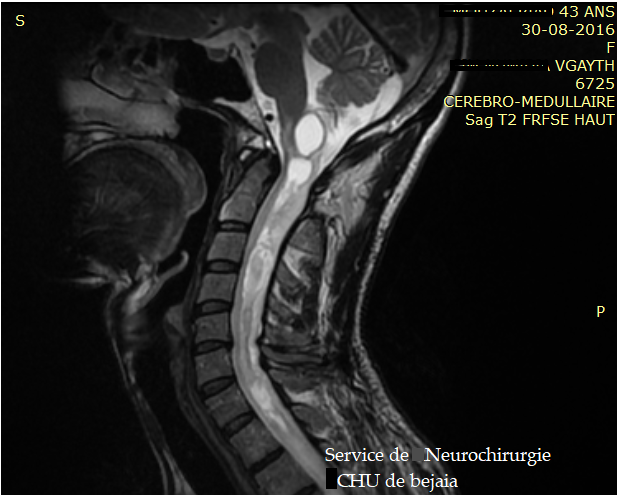 S
43 ANS
30-08-2016
F
VGAYTH
6725
CEREBRO-MEDULLAIRE
Sag T2 FRFSE HAUT
P
Service de Neurochirurgie
CHU de bejaia